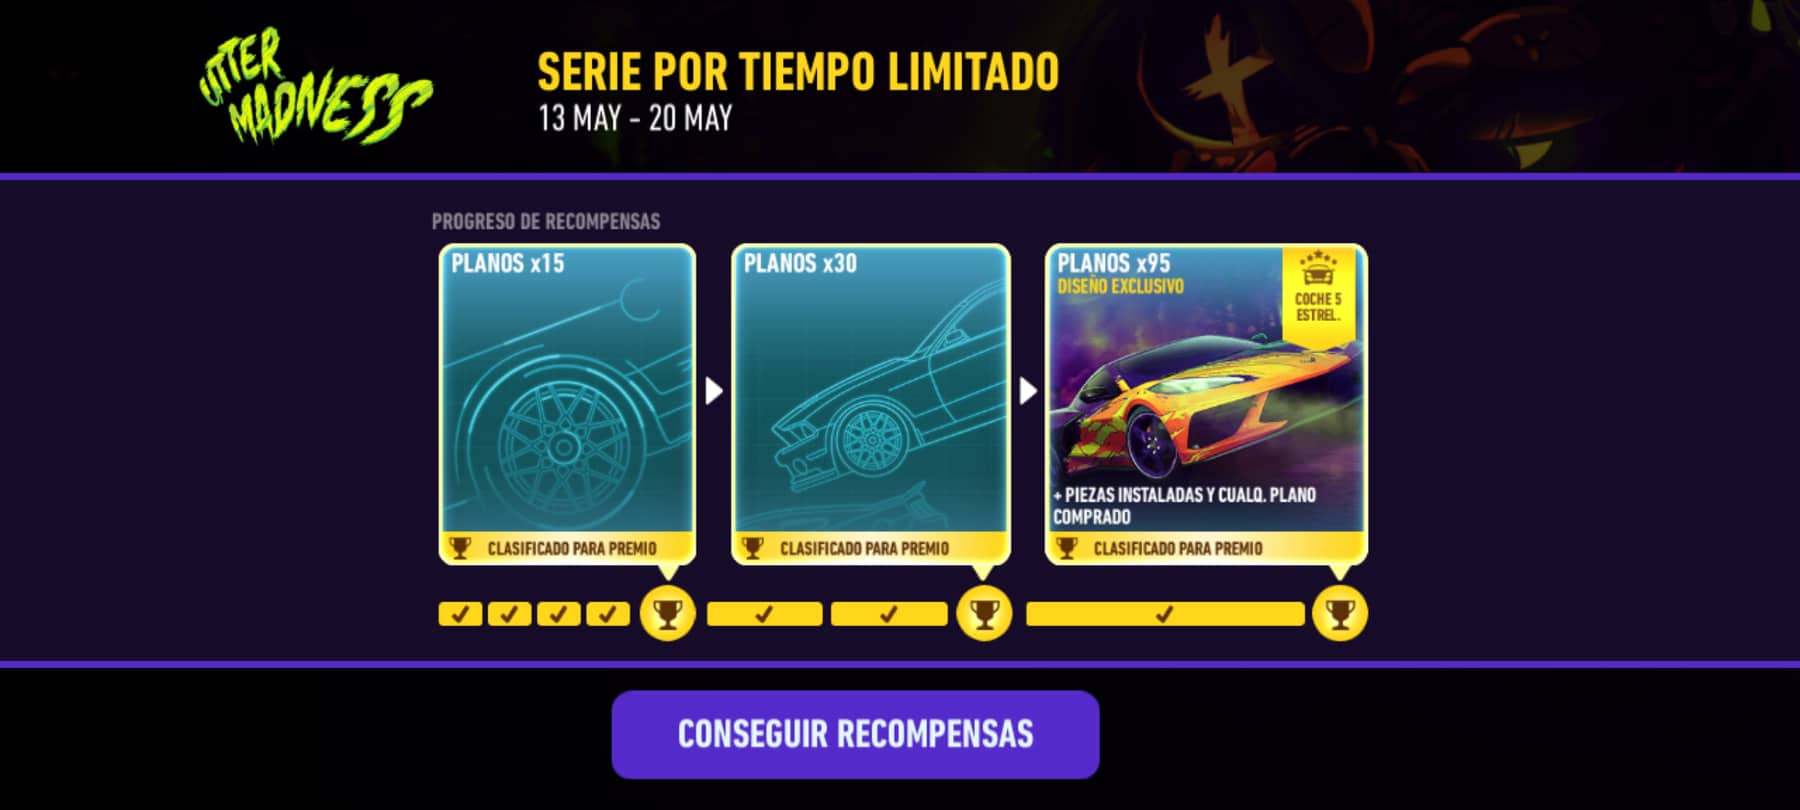 UTTER
MADNESS
SERIE POR TIEMPO LIMITADO
13 MAY - 20 MAY
PROGRESO DE RECOMPENSAS
PLANOS x15
CLASIFICADO PARA PREMIO
PLANOS x30
CLASIFICADO PARA PREMIO
PLANOS x95
DISEÑO EXCLUSIVO
COCHE 5
ESTREL.
+ PIEZAS INSTALADAS Y CUALQ. PLANO
COMPRADO
CLASIFICADO PARA PREMIO
CONSEGUIR RECOMPENSAS